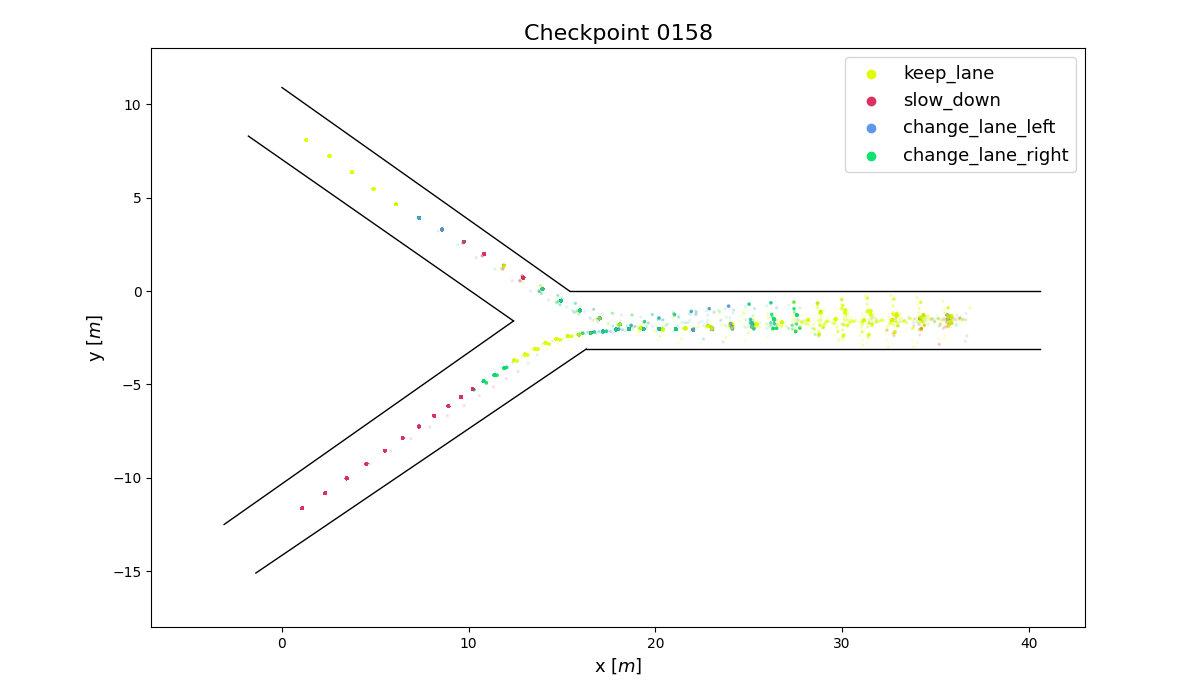 Checkpoint 0158
keep_lane
slow_down
change_lane_left
change_lane_right
y [m]
10
5
0
−5
−10
−15
0
10
20
30
40
x [m]